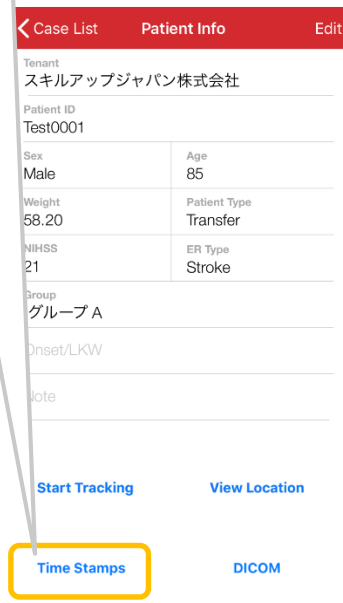 Case List Patient Info Edit
Tenant
スキルアップジャパン株式会社
Patient ID
Test0001
Sex Age
Male 85
Weight Patient Type
58.20 Transfer
NIHSS ER Type
21 Stroke
Group
グループ A
Onset/LKW
Note
Start Tracking View Location
Time Stamps DICOM